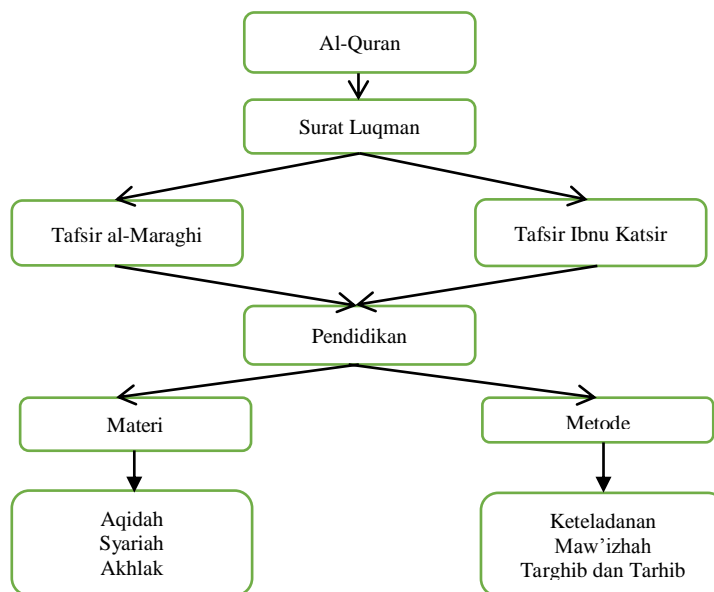 Al-Quran
Surat Luqman
Tafsir al-Maraghi
Tafsir Ibnu Katsir
Pendidikan
Materi
Metode
Aqidah
Syariah
Akhlak
Keteladanan
Maw’izhah
Targhib dan Tarhib